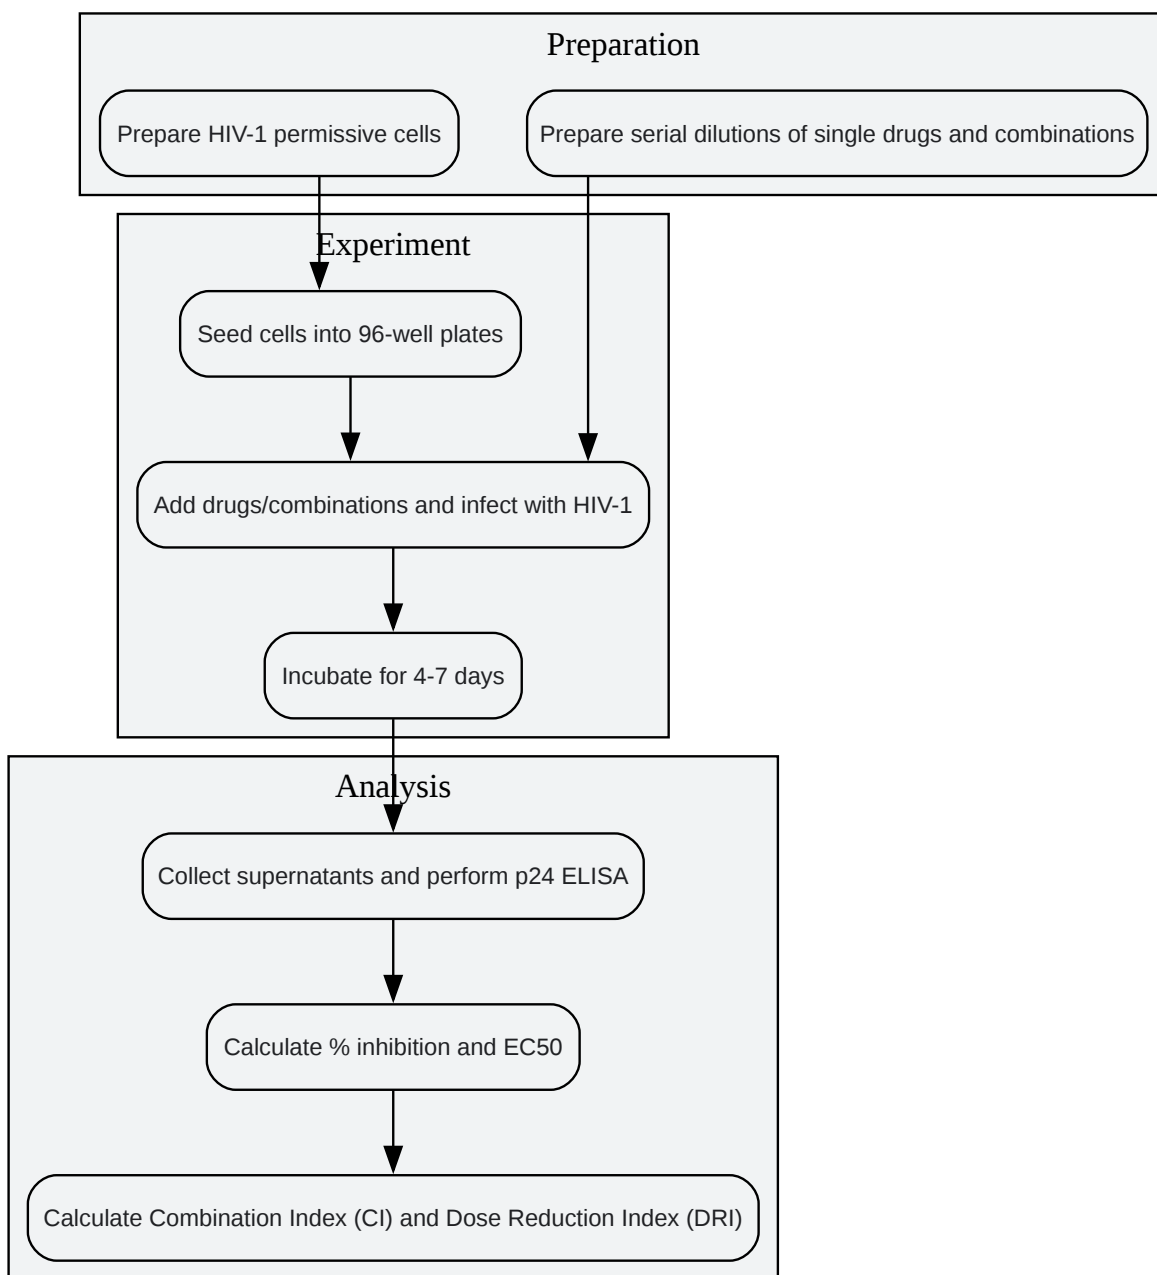 Preparation
Prepare HIV-1 permissive cells
Prepare serial dilutions of single drugs and combinations
Experiment
Seed cells into 96-well plates
Add drugs/combinations and infect with HIV-1
Incubate for 4-7 days
Analysis
Collect supernatants and perform p24 ELISA
Calculate % inhibition and EC50
Calculate Combination Index (CI) and Dose Reduction Index (DRI)